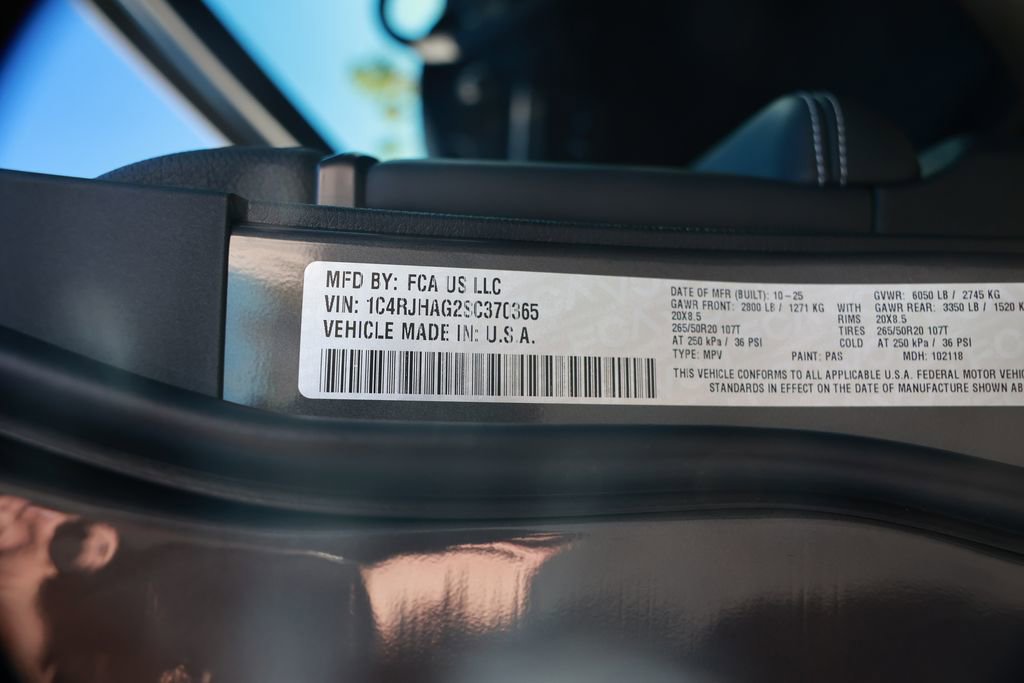 MFD BY: FCA US LLC
VIN: 1C4RJHAG2SC370365
VEHICLE MADE IN: U.S.A.
DATE OF MFR (BUILT): 10-25 GVWR: 6050 LB / 2745 KG
GAWR FRONT: 2800 LB / 1271 KG WITH GAWR REAR: 3350 LB / 1520 KG
20X8.5 RIMS 20X8.5
265/50R20 107T TIRES 265/50R20 107T
AT 250 kPa / 36 PSI COLD AT 250 kPa / 36 PSI
TYPE: MPV PAINT: PAS MDH: 102118
THIS VEHICLE CONFORMS TO ALL APPLICABLE U.S.A. FEDERAL MOTOR
STANDARDS IN EFFECT ON THE DATE OF MANUFACTURE SHOWN